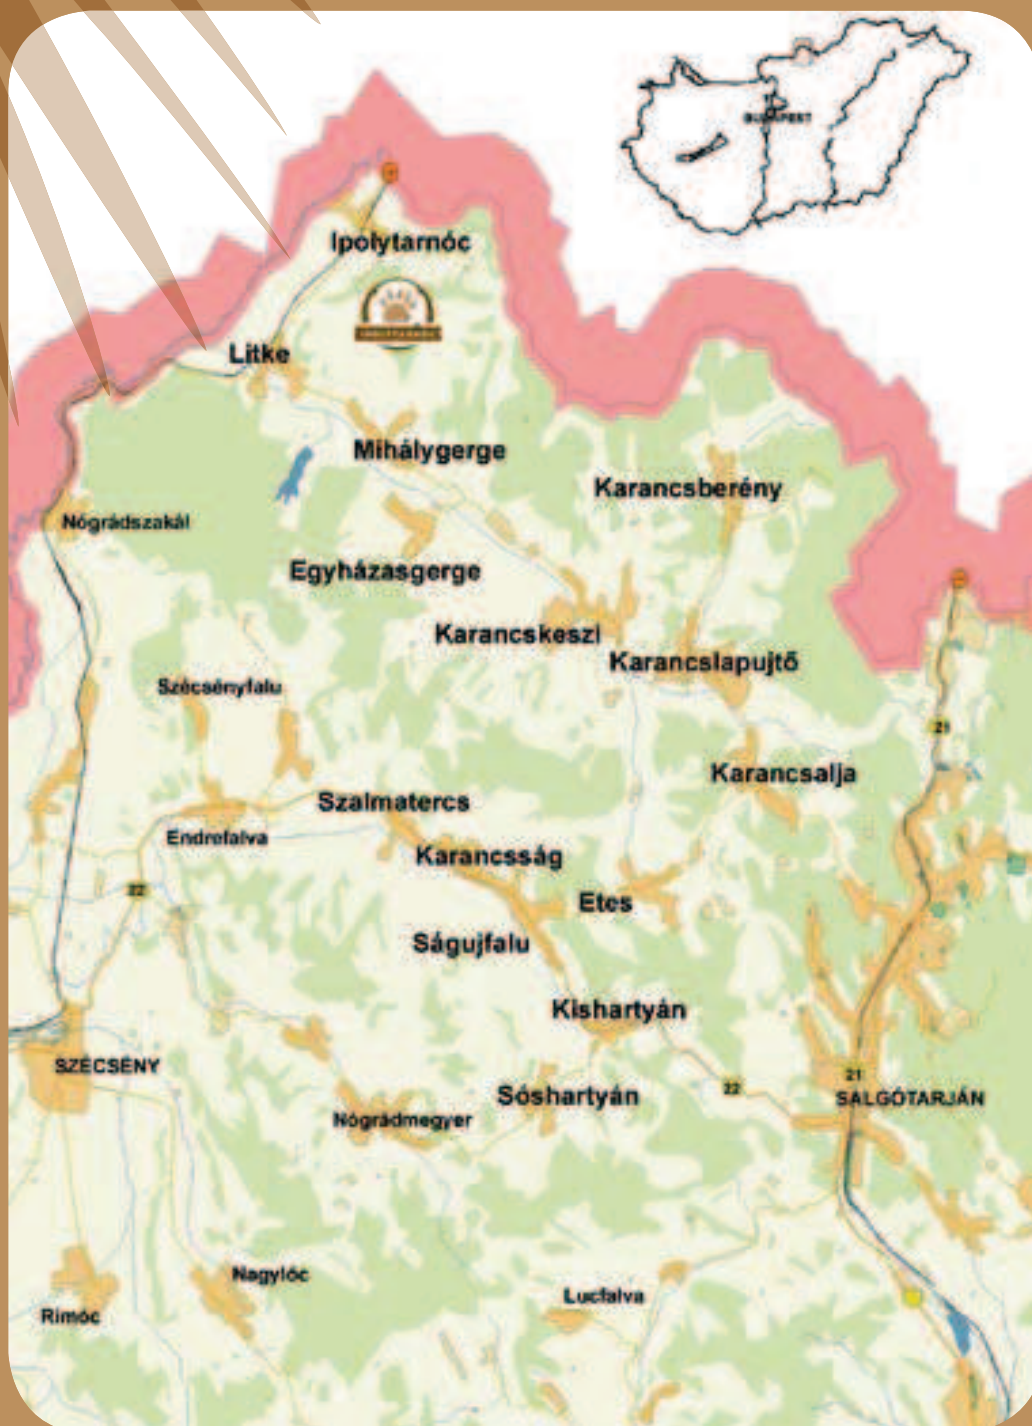 BUDAPEST
Ipolytarnóc
Litke
Mihálygerge
Karancsberény
Nógrádszakál
Egyházasgerge
Karancskeszi
Karancslapujtő
Szécsényfalu
21
Karancsalja
Szalmatercs
Endrefalva
Karancsság
22
Etes
Ságujfalu
Kishartyán
SZÉCSÉNY
21
22
Sóshartyán
SALGÓTARJÁN
Nógrádmegyer
Nagylóc
Lucfalva
Rimóc